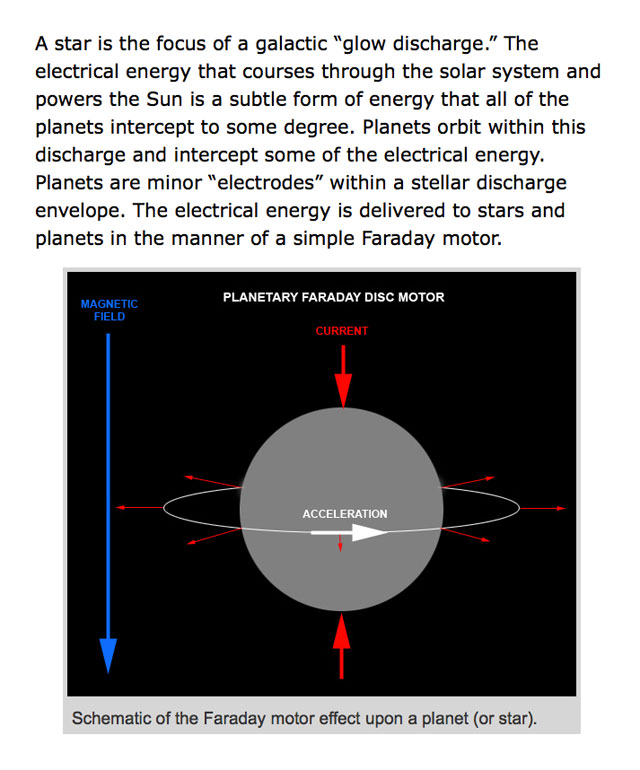 A star is the focus of a galactic “glow discharge.” The
electrical energy that courses through the solar system and
powers the Sun is a subtle form of energy that all of the
planets intercept to some degree. Planets orbit within this
discharge and intercept some of the electrical energy.
Planets are minor “electrodes” within a stellar discharge
envelope. The electrical energy is delivered to stars and
planets in the manner of a simple Faraday motor.
PLANETARY FARADAY DISC MOTOR
MAGNETIC
FIELD
CURRENT
ACCELERATION
Schematic of the Faraday motor effect upon a planet (or star).